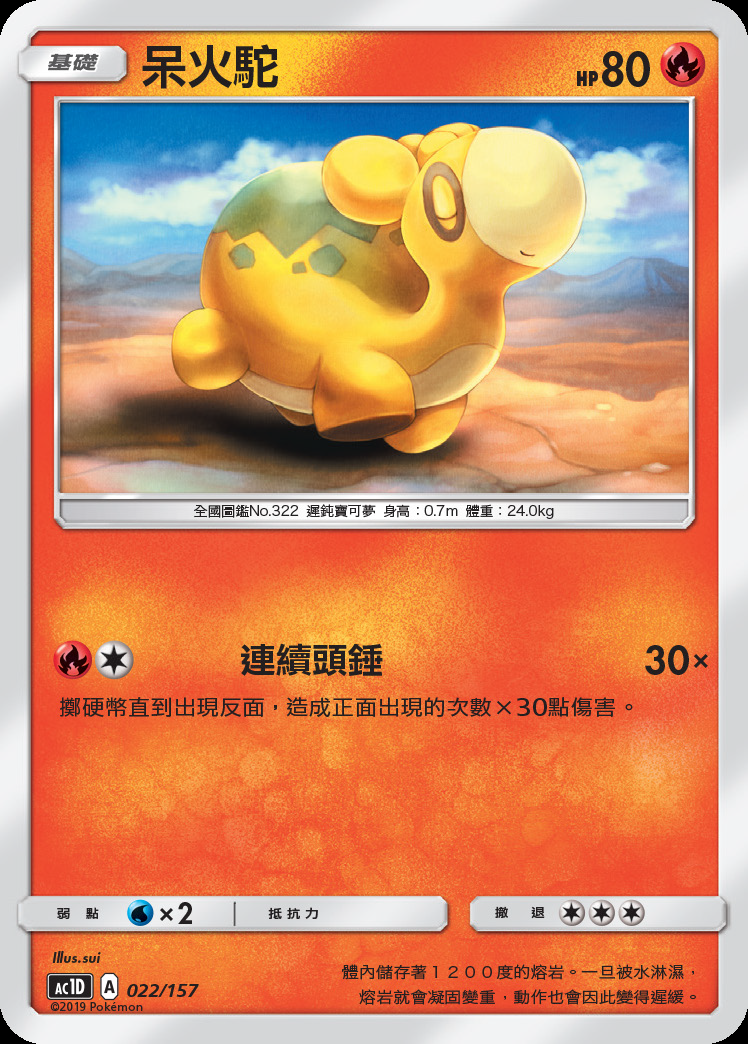 基礎 呆火駝 HP80
全國圖鑑No.322 遲鈍寶可夢 身高：0.7m 體重：24.0kg
連續頭錘 30×
擲硬幣直到出現反面，造成正面出現的次數×30點傷害。
弱點 ×2 抵抗力 撤退
Illus.sui
體內儲存著１２００度的熔岩。一旦被水淋濕，
熔岩就會凝固變重，動作也會因此變得遲緩。
AC1D A 022/157
©2019 Pokémon